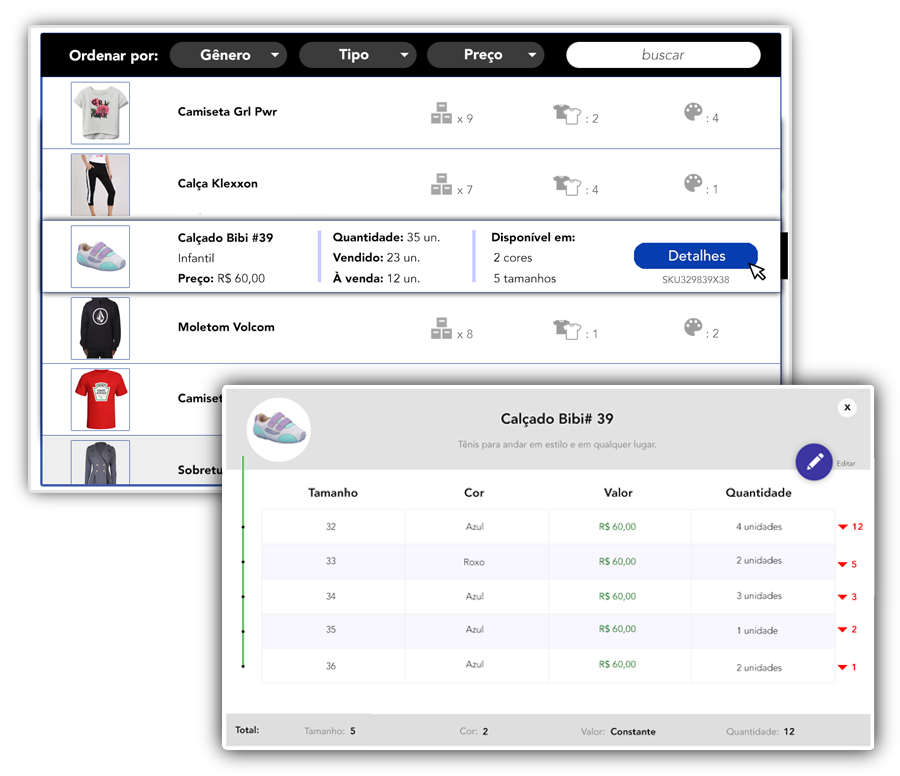 Ordenar por: Gênero Tipo Preço buscar
Camiseta Grl Pwr x 9 : 2 : 4
Calça Klexxon x 7 : 4 : 1
Calçado Bibi #39 Quantidade: 35 un. Disponível em:
Infantil Vendido: 23 un. 2 cores Detalhes
Preço: R$ 60,00 À venda: 12 un. 5 tamanhos SKU329839X38
Moletom Volcom x 8 : 1 : 2
Camiset
Sobretu
x
Calçado Bibi# 39
Tênis para andar em estilo e em qualquer lugar.
Editar
Tamanho Cor Valor Quantidade
32 Azul R$ 60,00 4 unidades 12
33 Roxo R$ 60,00 2 unidades 5
34 Azul R$ 60,00 3 unidades 3
35 Azul R$ 60,00 1 unidade 2
36 Azul R$ 60,00 2 unidades 1
Total: Tamanho: 5 Cor: 2 Valor: Constante Quantidade: 12